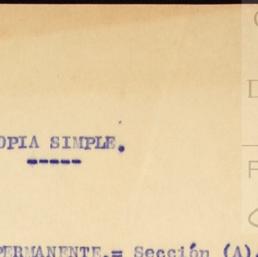 OPIA SIMPLE.
-----
PERMANENTE.= Sección (A)